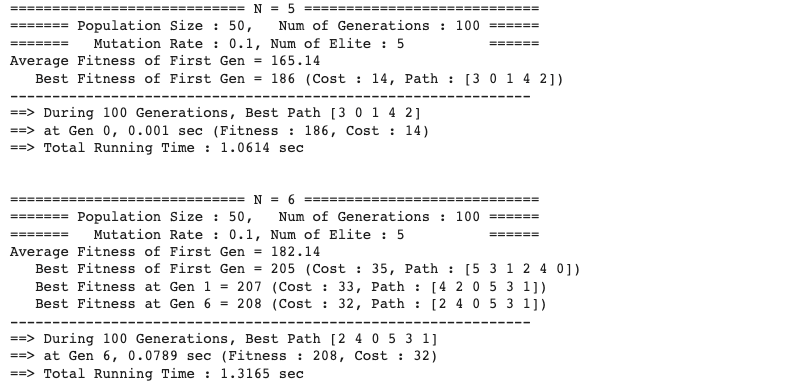 ============================ N = 5 ============================
======= Population Size : 50,   Num of Generations : 100 ======
=======   Mutation Rate : 0.1, Num of Elite : 5          ======
Average Fitness of First Gen = 165.14
   Best Fitness of First Gen = 186 (Cost : 14, Path : [3 0 1 4 2])
--------------------------------------------------------------
==> During 100 Generations, Best Path [3 0 1 4 2]
==> at Gen 0, 0.001 sec (Fitness : 186, Cost : 14)
==> Total Running Time : 1.0614 sec
============================ N = 6 ============================
======= Population Size : 50,   Num of Generations : 100 ======
=======   Mutation Rate : 0.1, Num of Elite : 5          ======
Average Fitness of First Gen = 182.14
   Best Fitness of First Gen = 205 (Cost : 35, Path : [5 3 1 2 4 0])
   Best Fitness at Gen 1 = 207 (Cost : 33, Path : [4 2 0 5 3 1])
   Best Fitness at Gen 6 = 208 (Cost : 32, Path : [2 4 0 5 3 1])
--------------------------------------------------------------
==> During 100 Generations, Best Path [2 4 0 5 3 1]
==> at Gen 6, 0.0789 sec (Fitness : 208, Cost : 32)
==> Total Running Time : 1.3165 sec